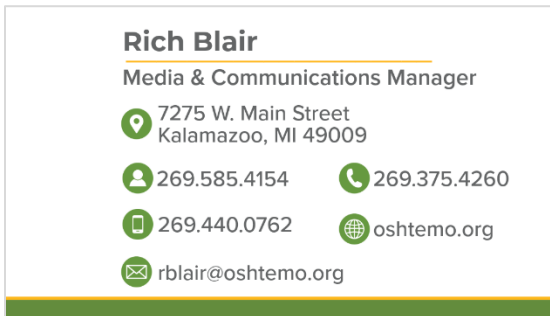 Rich Blair
Media & Communications Manager
7275 W. Main Street
Kalamazoo, MI 49009
269.585.4154
269.375.4260
269.440.0762
oshtemo.org
rblair@oshtemo.org